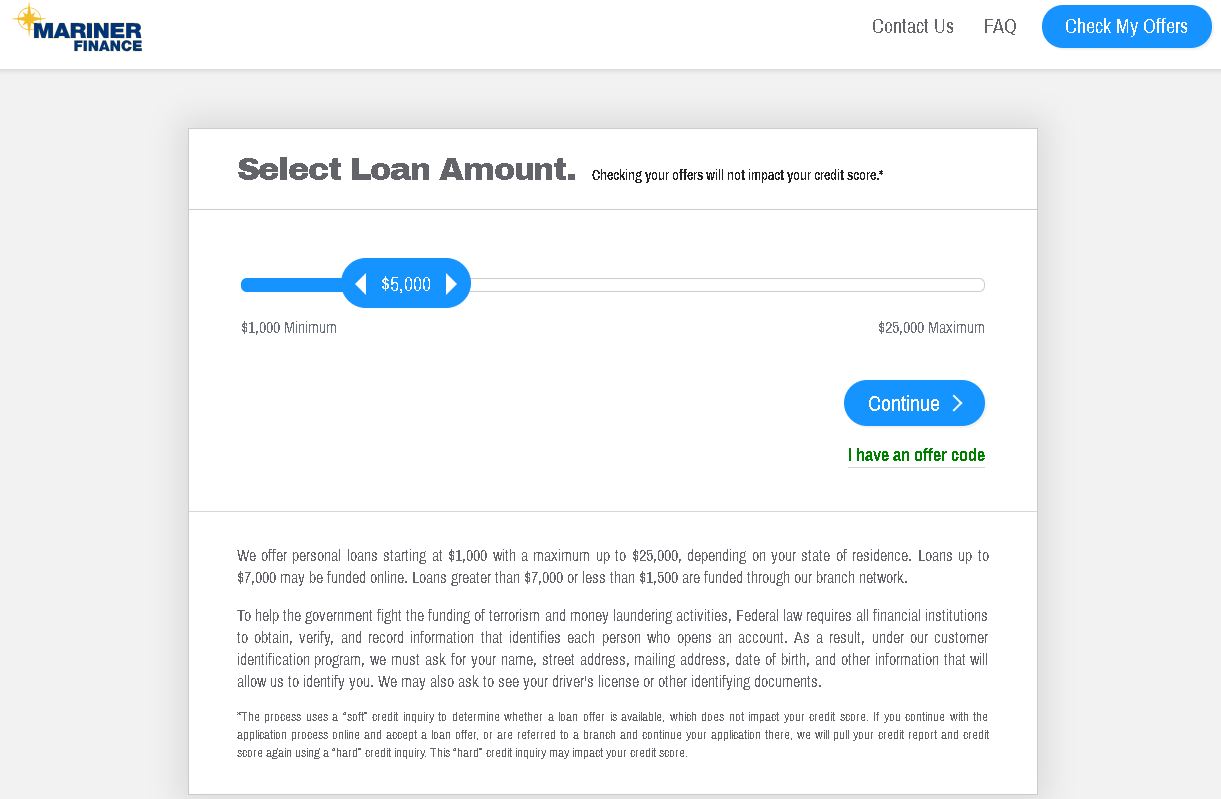 MARINER
FINANCE
Contact Us FAQ Check My Offers
Select Loan Amount. Checking your offers will not impact your credit score.*
$5,000
$1,000 Minimum $25,000 Maximum
Continue
I have an offer code
We offer personal loans starting at $1,000 with a maximum up to $25,000, depending on your state of residence. Loans up to
$7,000 may be funded online. Loans greater than $7,000 or less than $1,500 are funded through our branch network.
To help the government fight the funding of terrorism and money laundering activities, Federal law requires all financial institutions
to obtain, verify, and record information that identifies each person who opens an account. As a result, under our customer
identification program, we must ask for your name, street address, mailing address, date of birth, and other information that will
allow us to identify you. We may also ask to see your driver's license or other identifying documents.
*The process uses a “soft” credit inquiry to determine whether a loan offer is available, which does not impact your credit score. If you continue with the
application process online and accept a loan offer, or are referred to a branch and continue your application there, we will pull your credit report and credit
score again using a “hard” credit inquiry. This “hard” credit inquiry may impact your credit score.